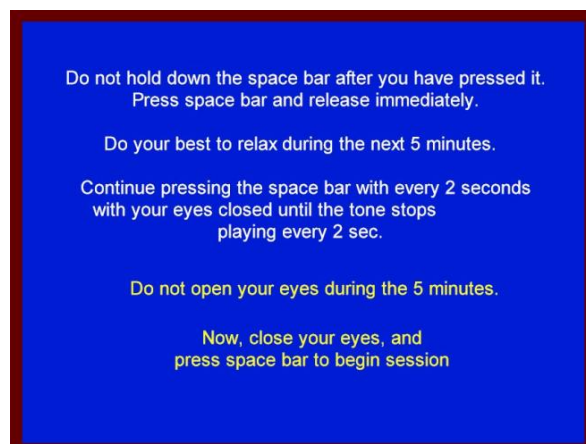 Do not hold down the space bar after you have pressed it.
Press space bar and release immediately.
Do your best to relax during the next 5 minutes.
Continue pressing the space bar with every 2 seconds
with your eyes closed until the tone stops
playing every 2 sec.
Do not open your eyes during the 5 minutes.
Now, close your eyes, and
press space bar to begin session